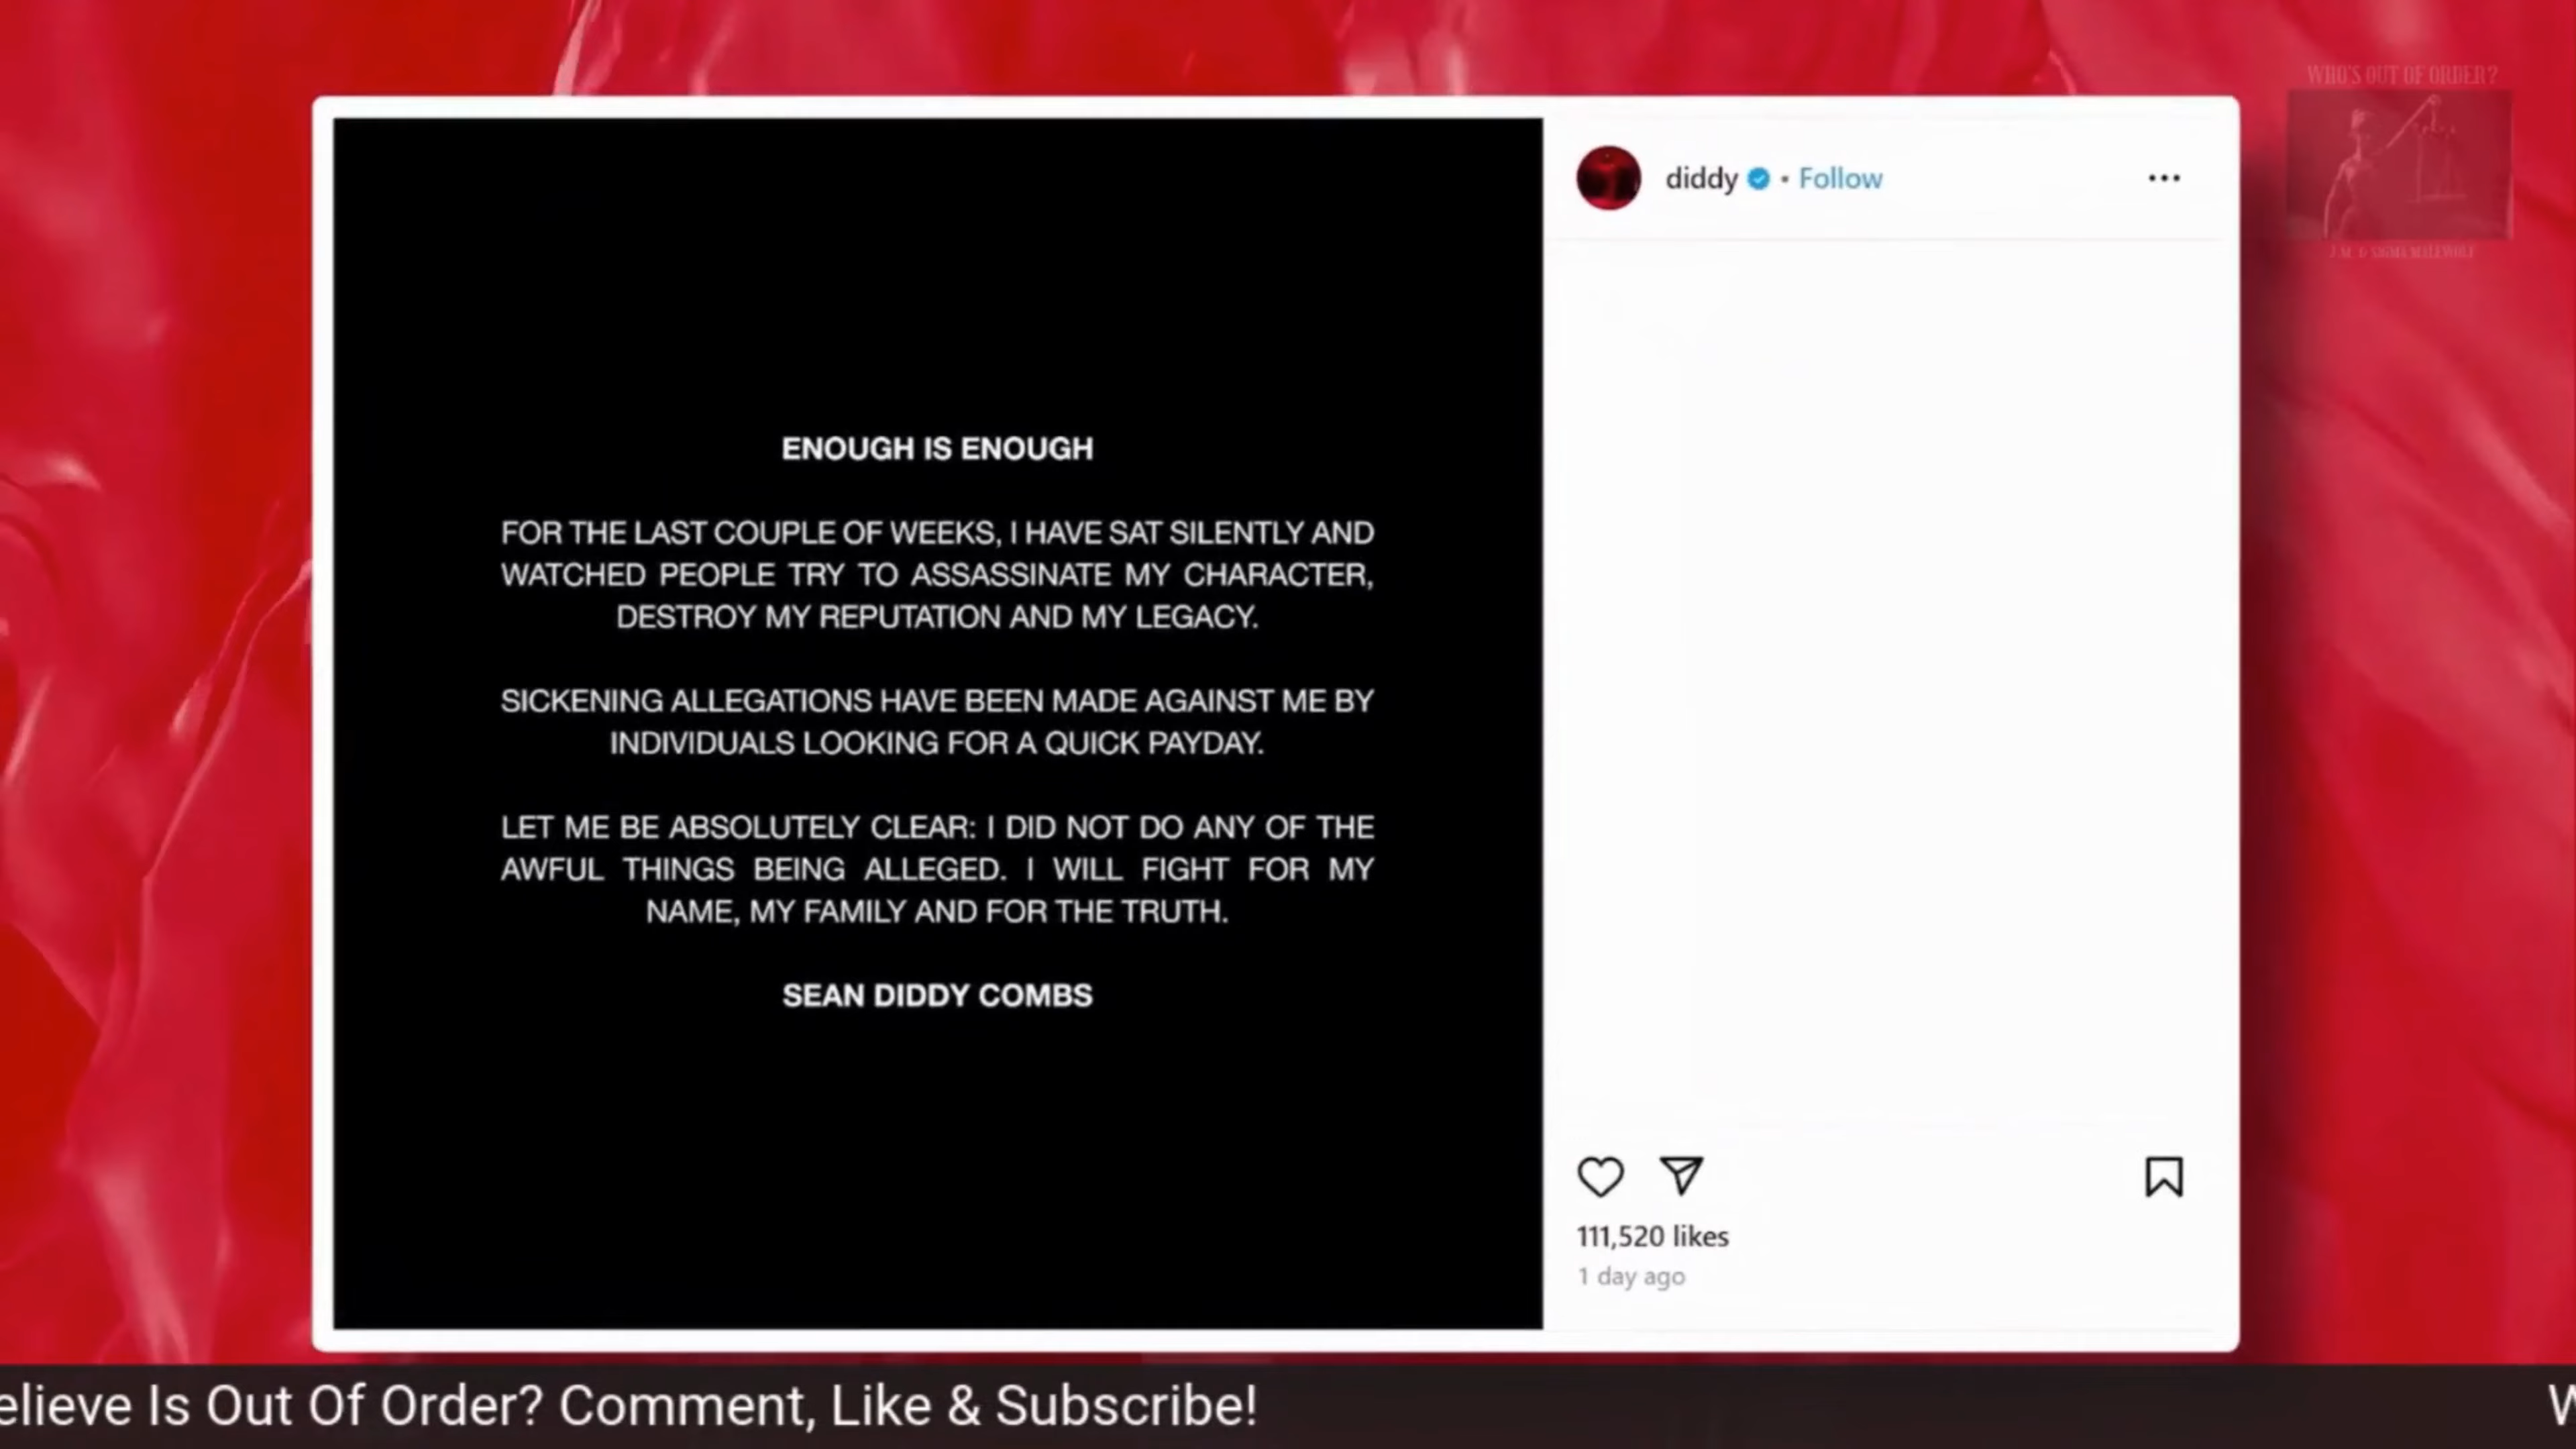 WHO'S OUT OF ORDER?
diddy • Follow
ENOUGH IS ENOUGH
FOR THE LAST COUPLE OF WEEKS, I HAVE SAT SILENTLY AND
WATCHED PEOPLE TRY TO ASSASSINATE MY CHARACTER,
DESTROY MY REPUTATION AND MY LEGACY.
SICKENING ALLEGATIONS HAVE BEEN MADE AGAINST ME BY
INDIVIDUALS LOOKING FOR A QUICK PAYDAY.
LET ME BE ABSOLUTELY CLEAR: I DID NOT DO ANY OF THE
AWFUL THINGS BEING ALLEGED. I WILL FIGHT FOR MY
NAME, MY FAMILY AND FOR THE TRUTH.
SEAN DIDDY COMBS
111,520 likes
1 day ago
elieve Is Out Of Order? Comment, Like & Subscribe!